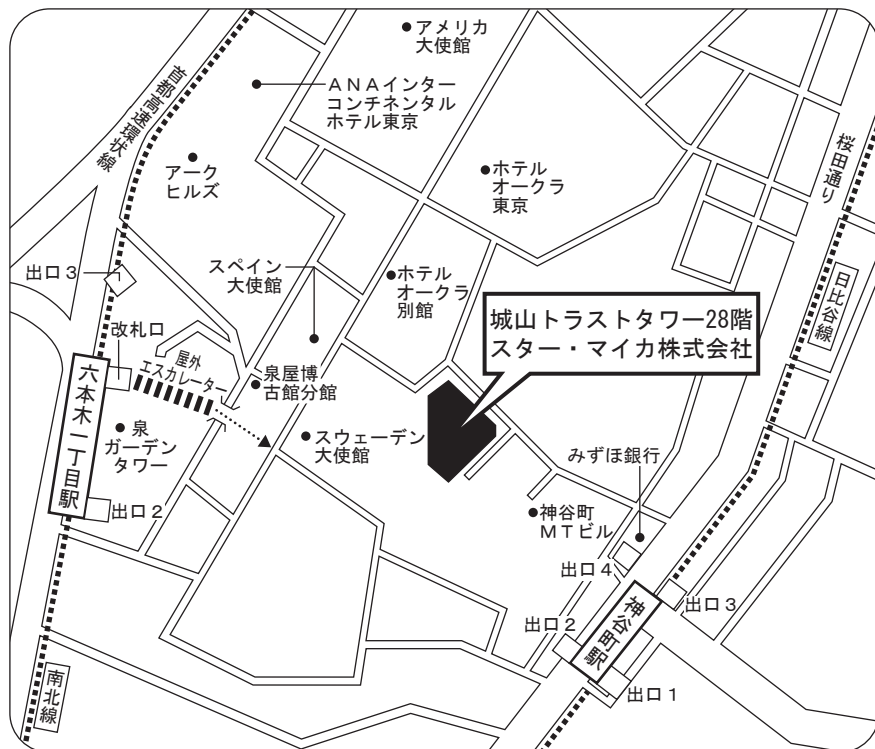 アメリカ
大使館
ANAインター
コンチネンタル
ホテル東京
首都高速環状線
桜田通り
アーク
ヒルズ
ホテル
オークラ
東京
スペイン
大使館
出口3
ホテル
オークラ
別館
日比谷線
城山トラストタワー28階
スター・マイカ株式会社
改札口
屋外
エスカレーター
泉屋博
古館分館
六本木一丁目駅
泉
ガーデン
タワー
スウェーデン
大使館
みずほ銀行
出口2
神谷町
MTビル
出口4
出口3
出口2
神谷町駅
出口1
南北線